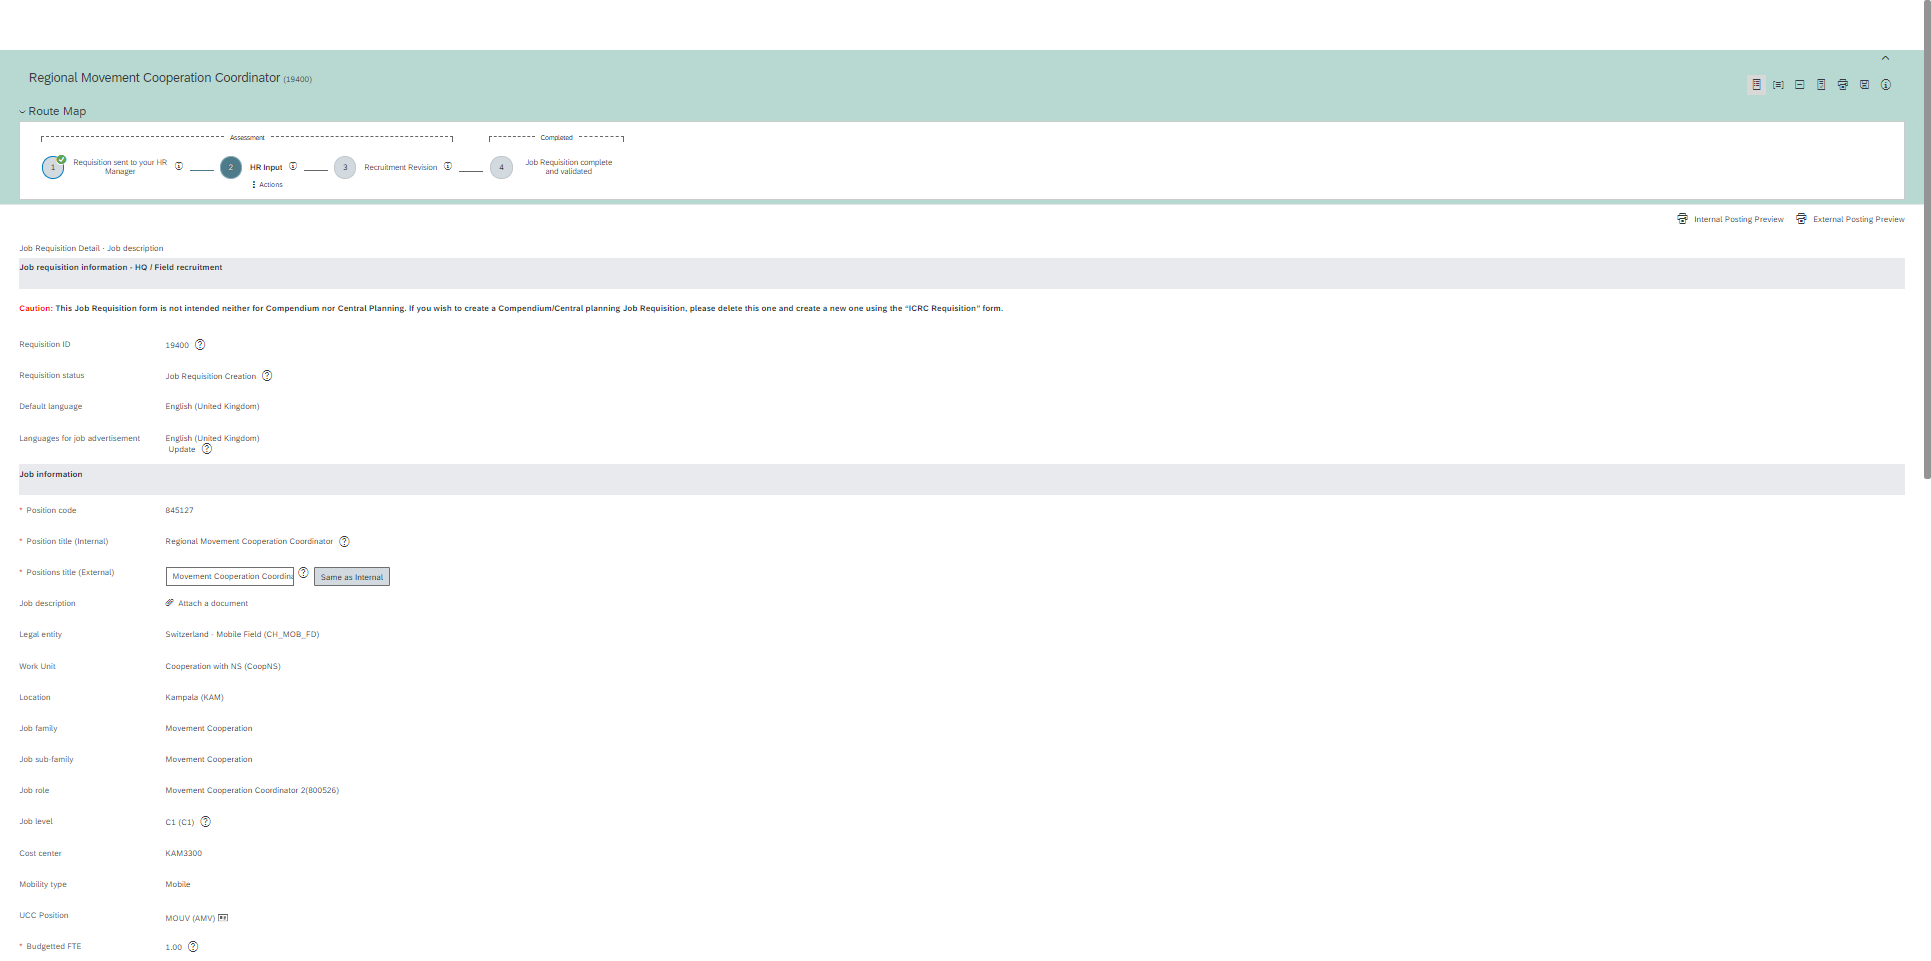 Regional Movement Cooperation Coordinator (19400)
Route Map
Assessment
Completed
1
Requisition sent to your HR
Manager
2
HR Input
Actions
3
Recruitment Revision
4
Job Requisition complete
and validated
Internal Posting Preview
External Posting Preview
Job Requisition Detail - Job description
Job requisition information - HQ / Field recruitment
Caution: This Job Requisition form is not intended neither for Compendium nor Central Planning. If you wish to create a Compendium/Central planning Job Requisition, please delete this one and create a new one using the "ICRC Requisition" form.
Requisition ID 19400
Requisition status Job Requisition Creation
Default language English (United Kingdom)
Languages for job advertisement English (United Kingdom)
Update
Job information
* Position code 845127
* Position title (Internal) Regional Movement Cooperation Coordinator
* Positions title (External) Movement Cooperation Coordina Same as Internal
Job description Attach a document
Legal entity Switzerland - Mobile Field (CH_MOB_FD)
Work Unit Cooperation with NS (CoopNS)
Location Kampala (KAM)
Job family Movement Cooperation
Job sub-family Movement Cooperation
Job role Movement Cooperation Coordinator 2(800526)
Job level C1 (C1)
Cost center KAM3300
Mobility type Mobile
UCC Position MOUV (AMV)
* Budgetted FTE 1.00